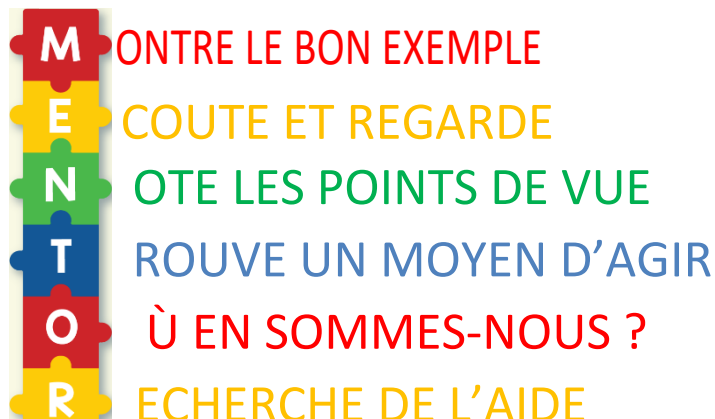 MONTRE LE BON EXEMPLE
ECOUTE ET REGARDE
NOTE LES POINTS DE VUE
TROUVE UN MOYEN D’AGIR
OÙ EN SOMMES-NOUS ?
RECHERCHE DE L’AIDE